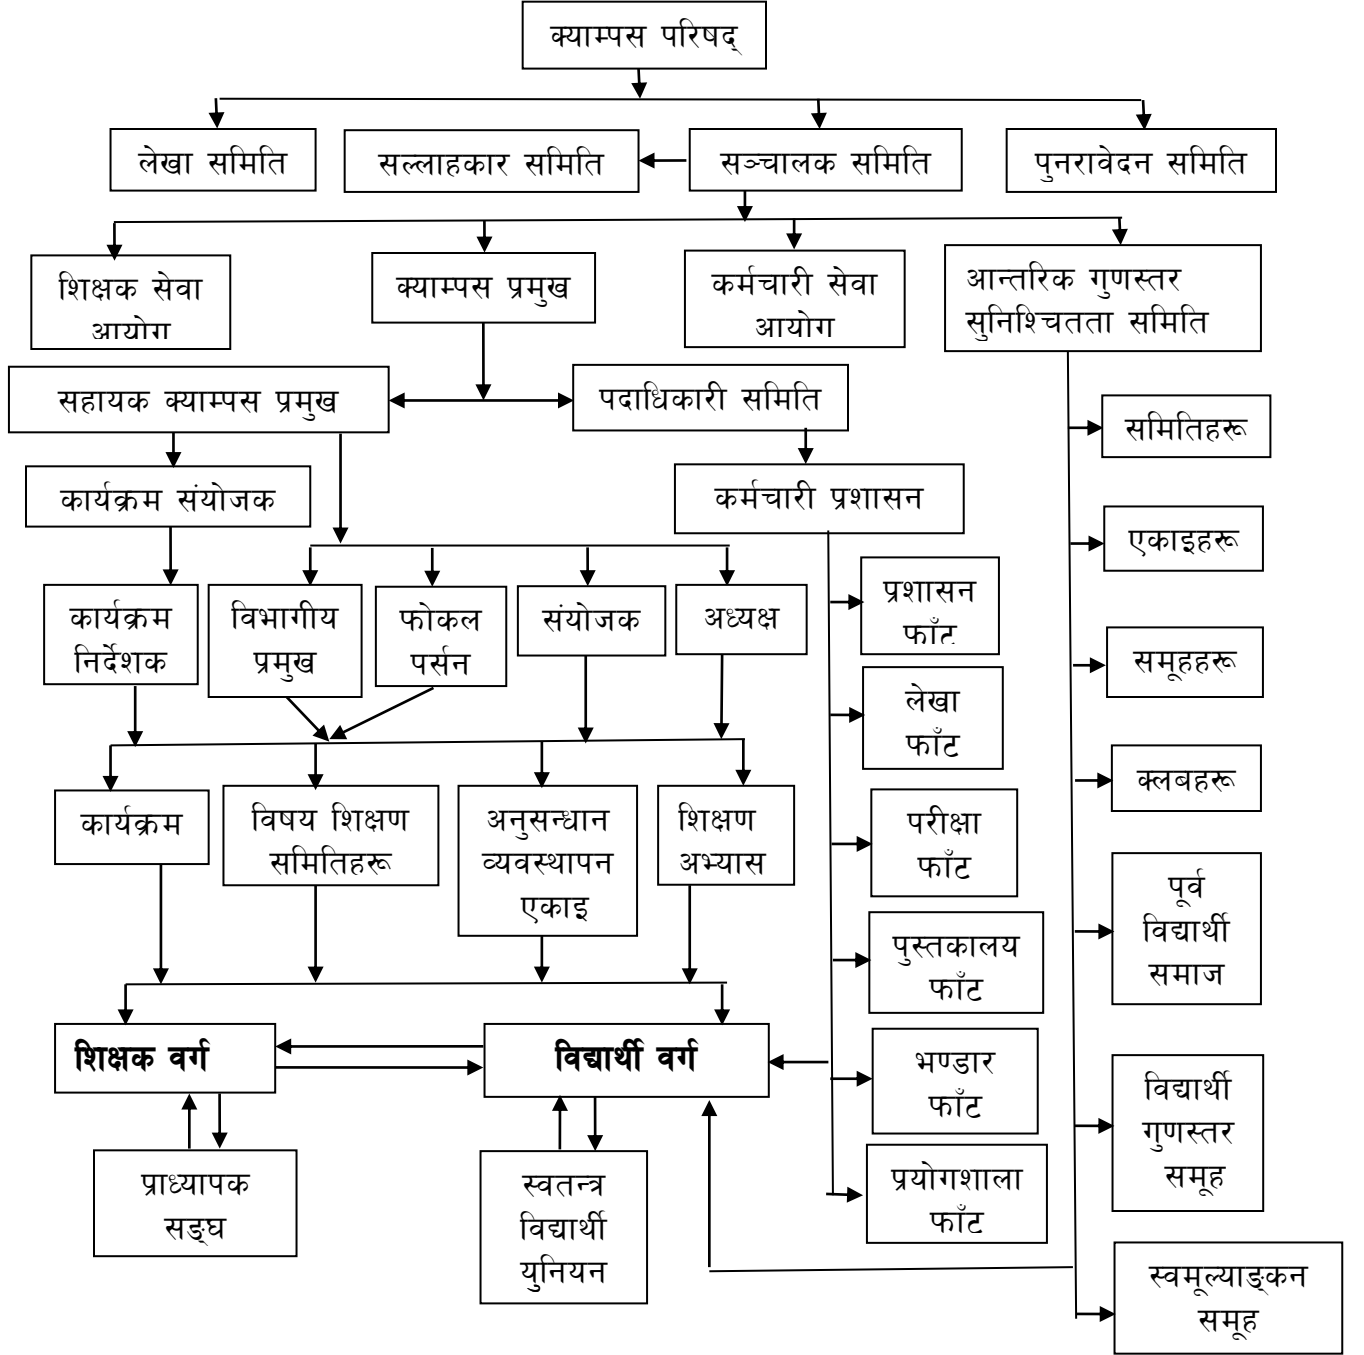 क्याम्पस परिषद्
लेखा समिति
सल्लाहकार समिति
सञ्चालक समिति
पुनरावेदन समिति
शिक्षक सेवा
आयोग
क्याम्पस प्रमुख
कर्मचारी सेवा
आयोग
आन्तरिक गुणस्तर
सुनिश्चितता समिति
सहायक क्याम्पस प्रमुख
पदाधिकारी समिति
समितिहरू
कार्यक्रम संयोजक
कर्मचारी प्रशासन
एकाइहरू
कार्यक्रम
निर्देशक
विभागीय
प्रमुख
फोकल
पर्सन
संयोजक
अध्यक्ष
प्रशासन
फाँट
समूहहरू
लेखा
फाँट
क्लबहरू
कार्यक्रम
विषय शिक्षण
समितिहरू
अनुसन्धान
व्यवस्थापन
एकाइ
शिक्षण
अभ्यास
परीक्षा
फाँट
पूर्व
विद्यार्थी
समाज
पुस्तकालय
फाँट
शिक्षक वर्ग
विद्यार्थी वर्ग
भण्डार
फाँट
विद्यार्थी
गुणस्तर
समूह
प्राध्यापक
सङ्घ
स्वतन्त्र
विद्यार्थी
युनियन
प्रयोगशाला
फाँट
स्वमूल्याङ्कन
समूह